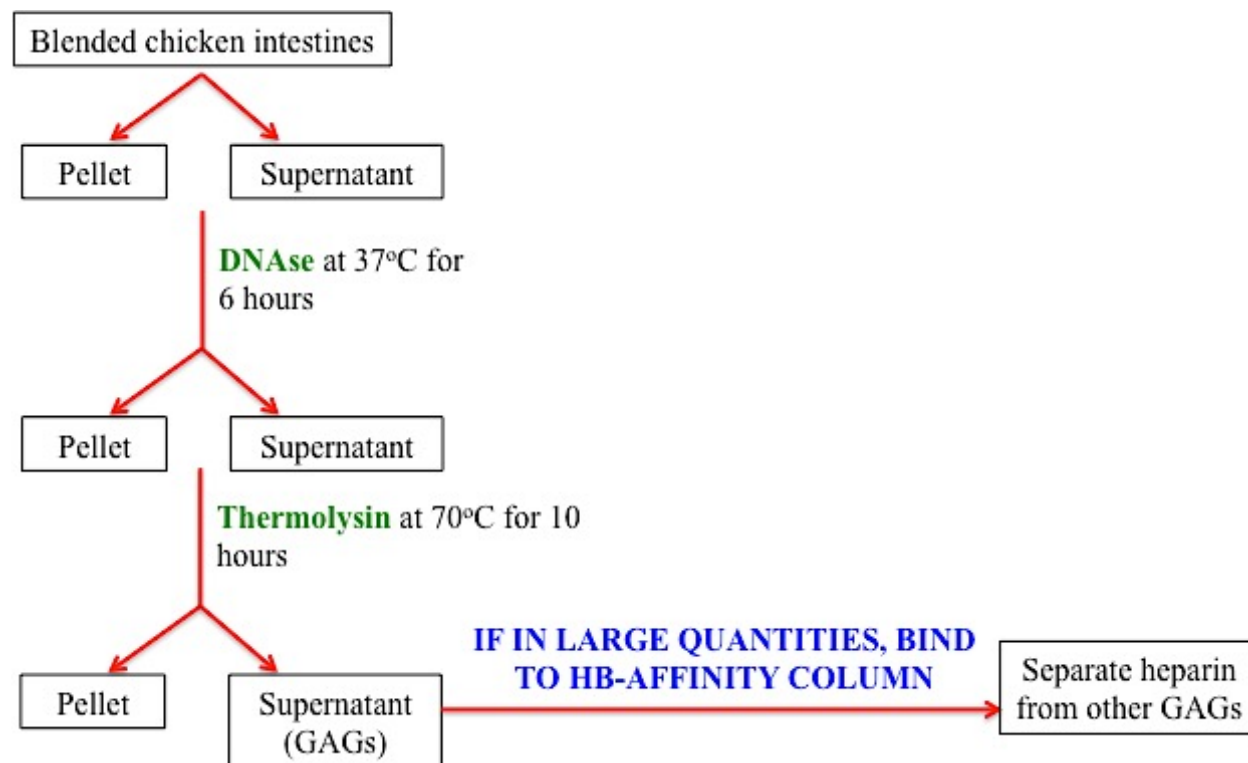 Blended chicken intestines
Pellet
Supernatant
DNAse at 37°C for
6 hours
Pellet
Supernatant
Thermolysin at 70°C for 10
hours
Pellet
Supernatant
(GAGs)
IF IN LARGE QUANTITIES, BIND
TO HB-AFFINITY COLUMN
Separate heparin
from other GAGs